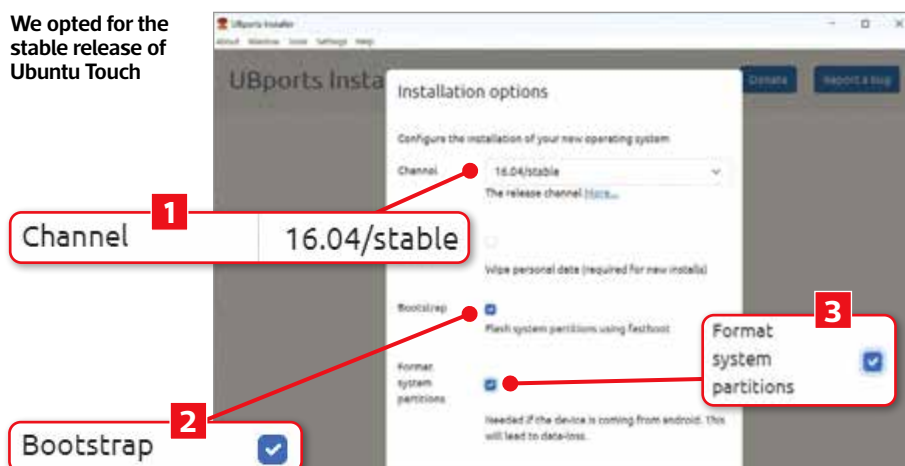 We opted for the
stable release of
Ubuntu Touch
UBports Installer
About Window Tools Settings Help
UBports Insta
Donate
Report a bug
Installation options
Configure the installation of your new operating system
Channel
16.04/stable
The release channel More...
1
Channel 16.04/stable
Wipe personal data (required for new installs)
Bootstrap
Flash system partitions using fastboot
3
Format
system
partitions
Format
system
partitions
Needed if the device is coming from android. This
will lead to data-loss.
2
Bootstrap